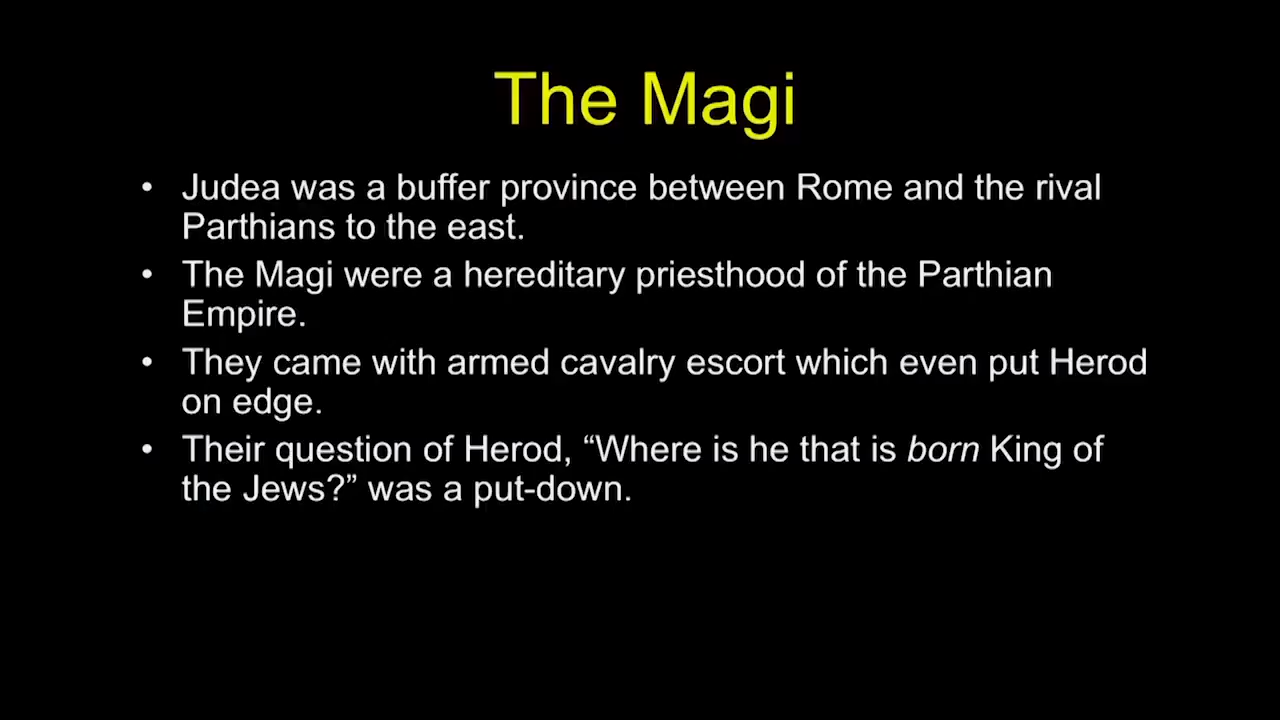 The Magi
• Judea was a buffer province between Rome and the rival
Parthians to the east.
• The Magi were a hereditary priesthood of the Parthian
Empire.
• They came with armed cavalry escort which even put Herod
on edge.
• Their question of Herod, “Where is he that is born King of
the Jews?” was a put-down.